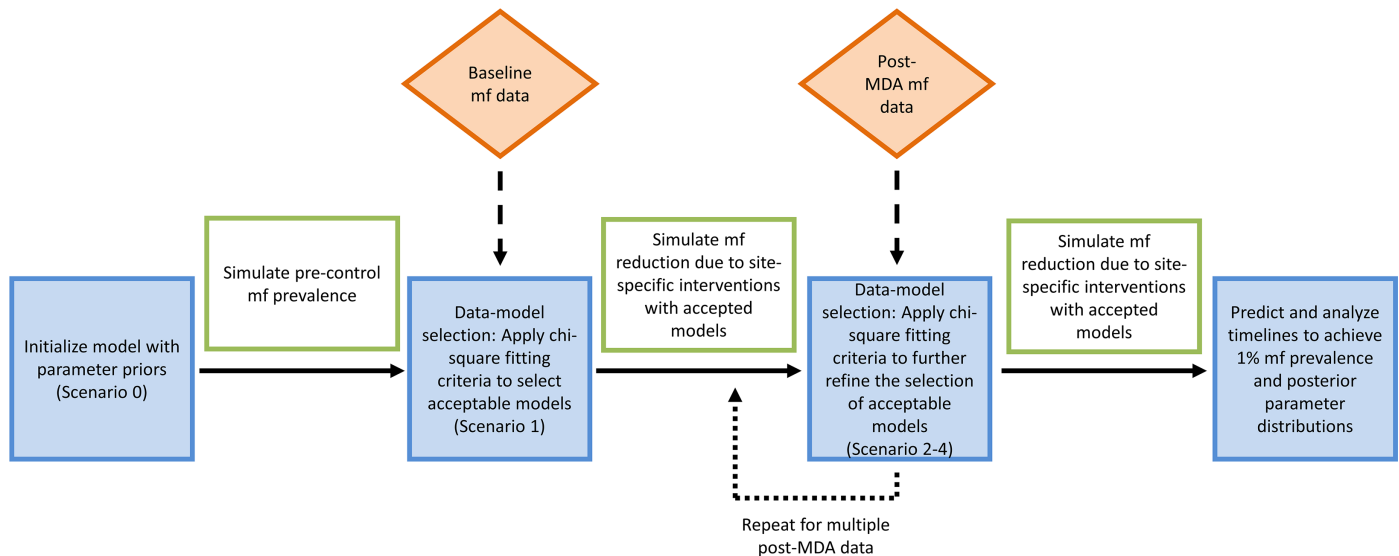 Baseline
mf data
Post-
MDA mf
data
Initialize model with
parameter priors
(Scenario 0)
Simulate pre-control
mf prevalence
Data-model
selection: Apply chi-
square fitting
criteria to select
acceptable models
(Scenario 1)
Simulate mf
reduction due to site-
specific interventions
with accepted
models
Data-model
selection: Apply chi-
square fitting
criteria to further
refine the selection
of acceptable
models
(Scenario 2-4)
Simulate mf
reduction due to site-
specific interventions
with accepted
models
Predict and analyze
timelines to achieve
1% mf prevalence
and posterior
parameter
distributions
Repeat for multiple
post-MDA data